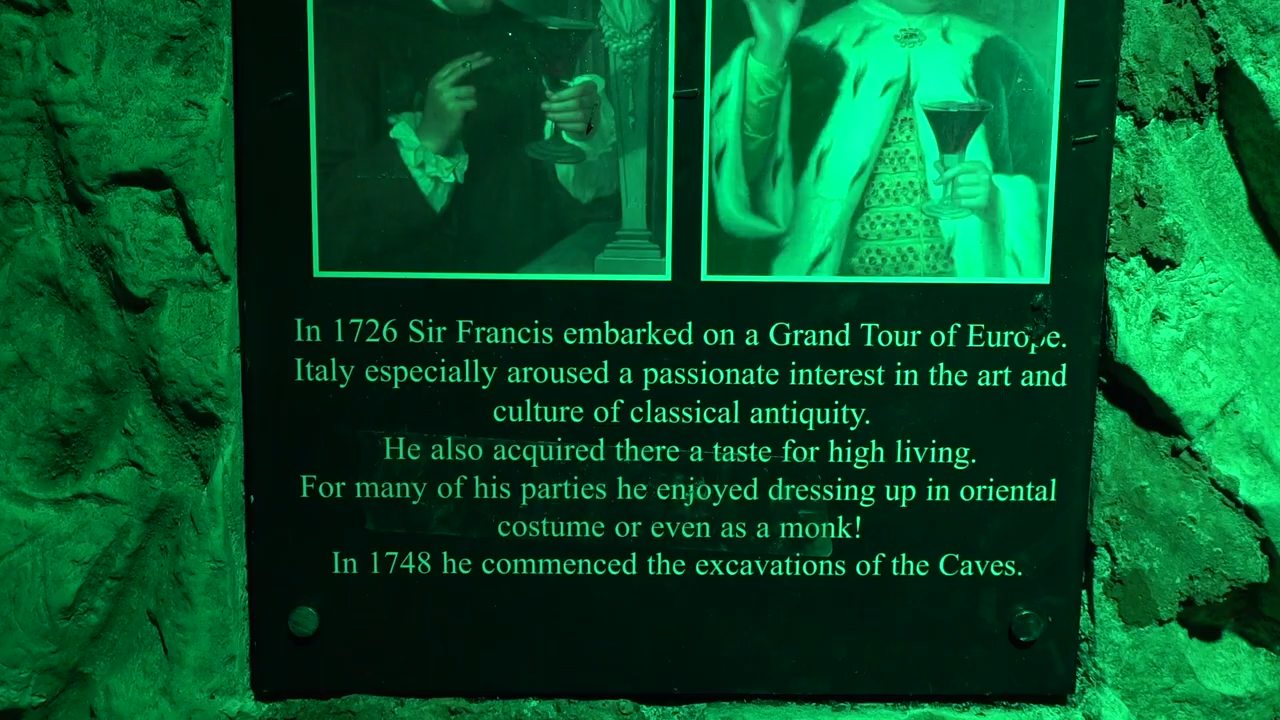 In 1726 Sir Francis embarked on a Grand Tour of Europe.
Italy especially aroused a passionate interest in the art and
culture of classical antiquity.
He also acquired there a taste for high living.
For many of his parties he enjoyed dressing up in oriental
costume or even as a monk!
In 1748 he commenced the excavations of the Caves.